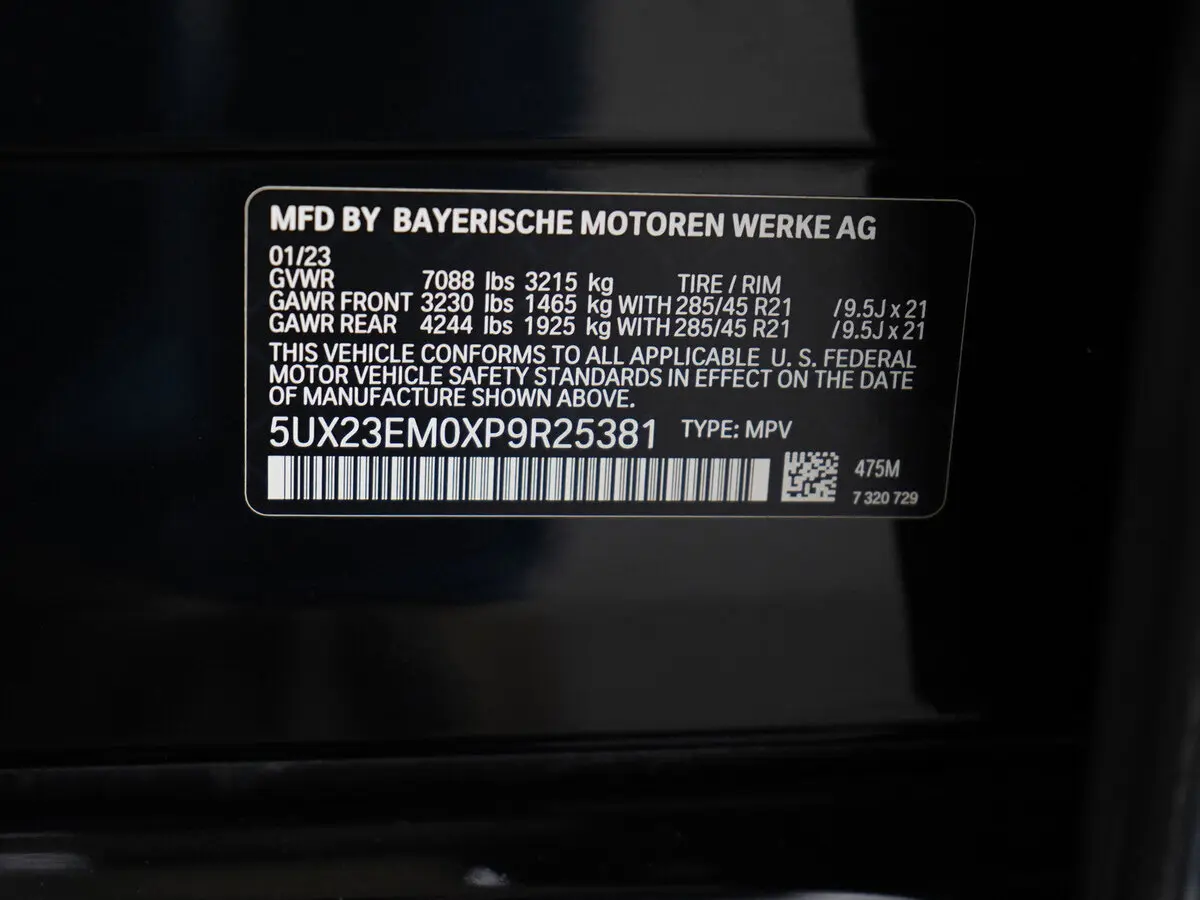 MFD BY BAYERISCHE MOTOREN WERKE AG
01/23
GVWR 7088 lbs 3215 kg TIRE / RIM
GAWR FRONT 3230 lbs 1465 kg WITH 285/45 R21 /9.5J x 21
GAWR REAR 4244 lbs 1925 kg WITH 285/45 R21 /9.5J x 21
THIS VEHICLE CONFORMS TO ALL APPLICABLE U. S. FEDERAL
MOTOR VEHICLE SAFETY STANDARDS IN EFFECT ON THE DATE
OF MANUFACTURE SHOWN ABOVE.
5UX23EM0XP9R25381 TYPE: MPV
475M
7 320 729